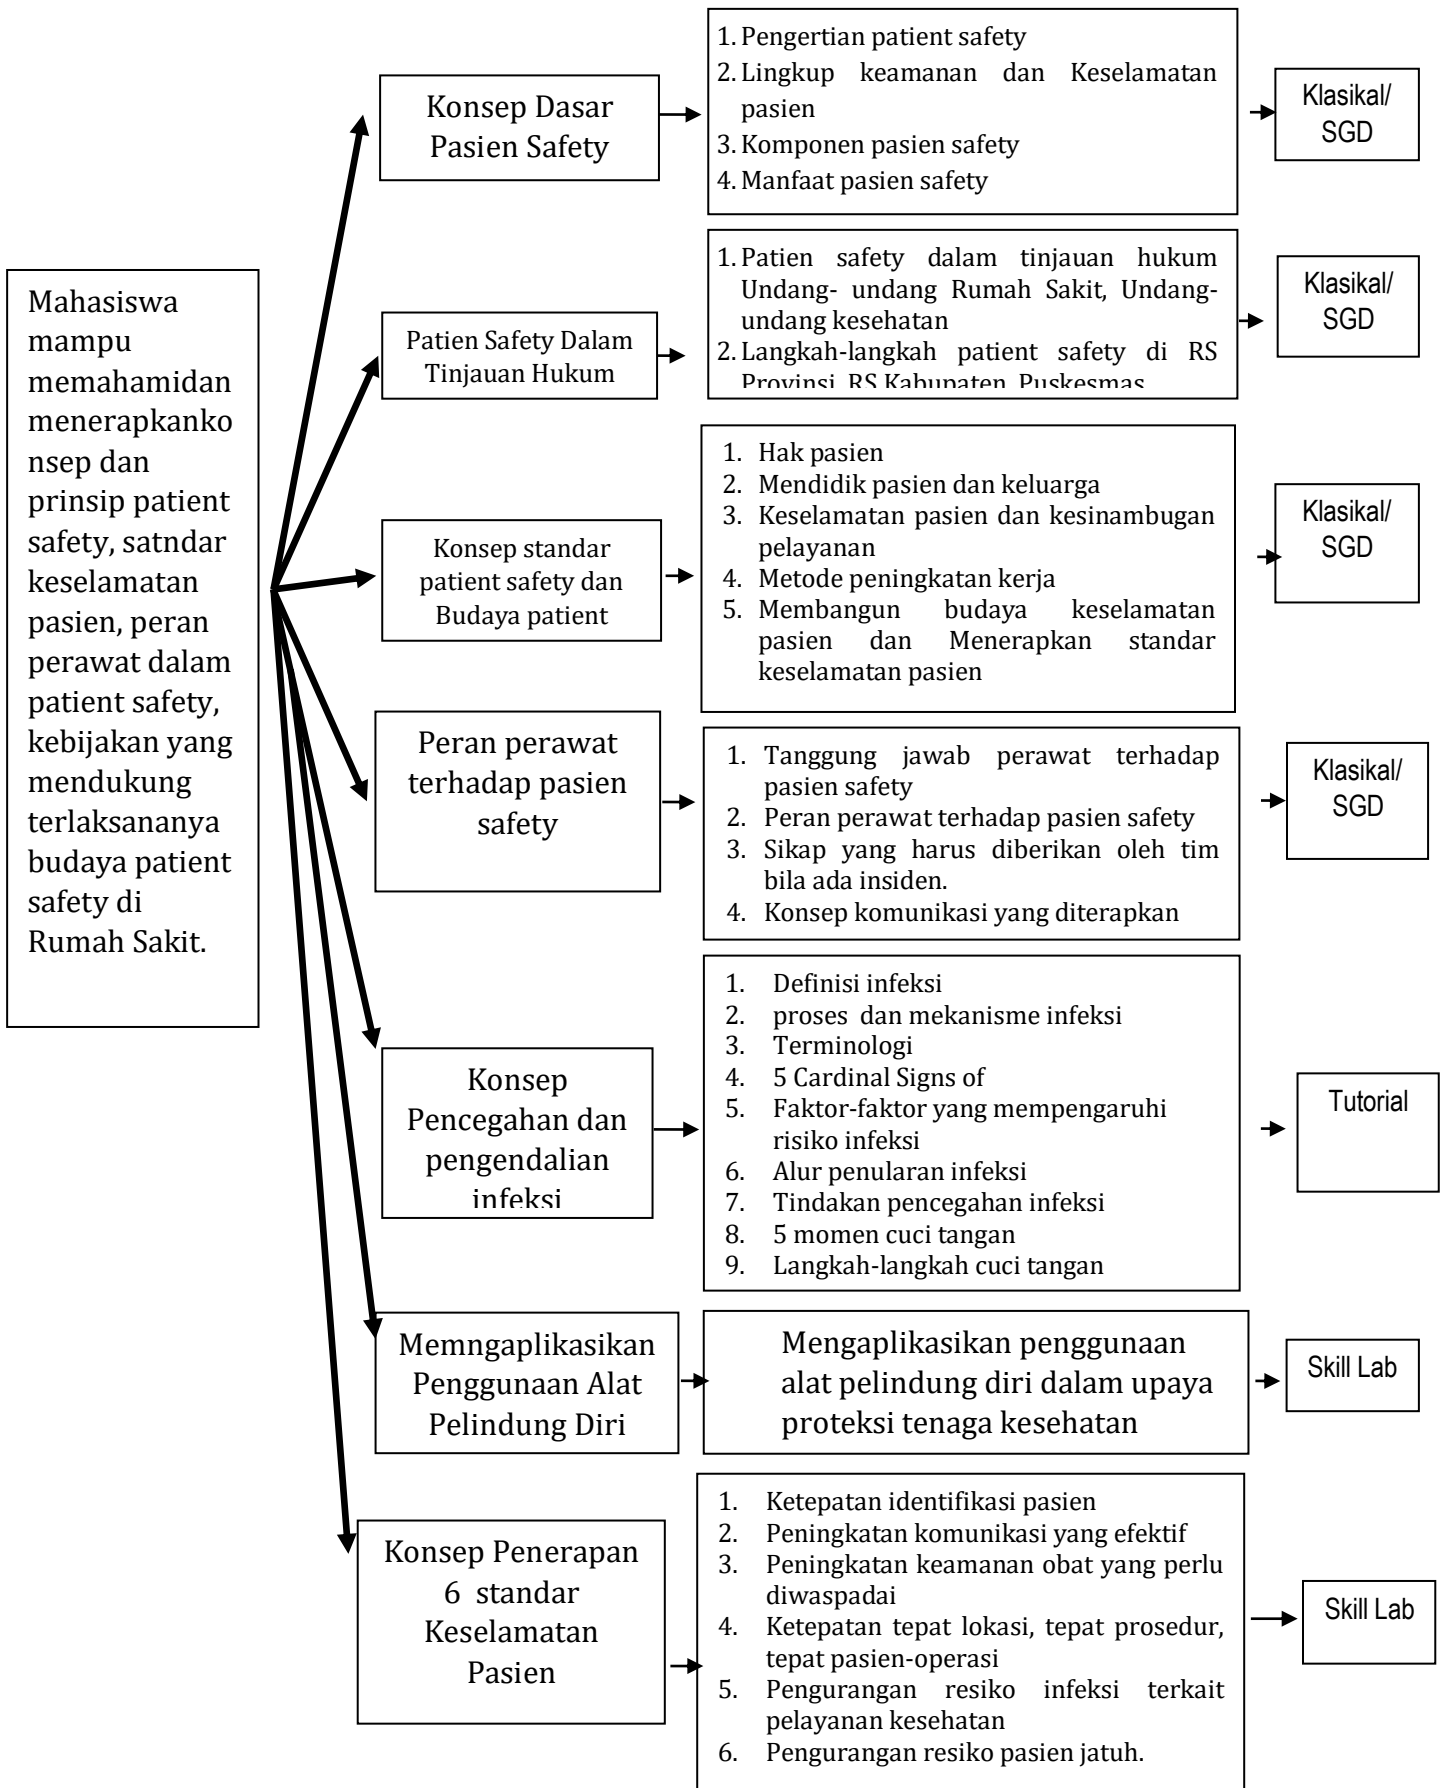 Mahasiswa
mampu
memahamidan
menerapkanko
nsep dan
prinsip patient
safety, satndar
keselamatan
pasien, peran
perawat dalam
patient safety,
kebijakan yang
mendukung
terlaksananya
budaya patient
safety di
Rumah Sakit.
Konsep Dasar
Pasien Safety
1. Pengertian patient safety
2. Lingkup keamanan dan Keselamatan
pasien
3. Komponen pasien safety
4. Manfaat pasien safety
Klasikal/
SGD
Patien Safety Dalam
Tinjauan Hukum
1. Patien safety dalam tinjauan hukum
Undang- undang Rumah Sakit, Undang-
undang kesehatan
2. Langkah-langkah patient safety di RS
Provinsi, RS Kabupaten, Puskesmas
Klasikal/
SGD
Konsep standar
patient safety dan
Budaya patient
1. Hak pasien
2. Mendidik pasien dan keluarga
3. Keselamatan pasien dan kesinambugan
pelayanan
4. Metode peningkatan kerja
5. Membangun budaya keselamatan
pasien dan Menerapkan standar
keselamatan pasien
Klasikal/
SGD
Peran perawat
terhadap pasien
safety
1. Tanggung jawab perawat terhadap
pasien safety
2. Peran perawat terhadap pasien safety
3. Sikap yang harus diberikan oleh tim
bila ada insiden.
4. Konsep komunikasi yang diterapkan
Klasikal/
SGD
Konsep
Pencegahan dan
pengendalian
infeksi
1. Definisi infeksi
2. proses dan mekanisme infeksi
3. Terminologi
4. 5 Cardinal Signs of
5. Faktor-faktor yang mempengaruhi
risiko infeksi
6. Alur penularan infeksi
7. Tindakan pencegahan infeksi
8. 5 momen cuci tangan
9. Langkah-langkah cuci tangan
Tutorial
Memngaplikasikan
Penggunaan Alat
Pelindung Diri
Mengaplikasikan penggunaan
alat pelindung diri dalam upaya
proteksi tenaga kesehatan
Skill Lab
Konsep Penerapan
6 standar
Keselamatan
Pasien
1. Ketepatan identifikasi pasien
2. Peningkatan komunikasi yang efektif
3. Peningkatan keamanan obat yang perlu
diwaspadai
4. Ketepatan tepat lokasi, tepat prosedur,
tepat pasien-operasi
5. Pengurangan resiko infeksi terkait
pelayanan kesehatan
6. Pengurangan resiko pasien jatuh.
Skill Lab